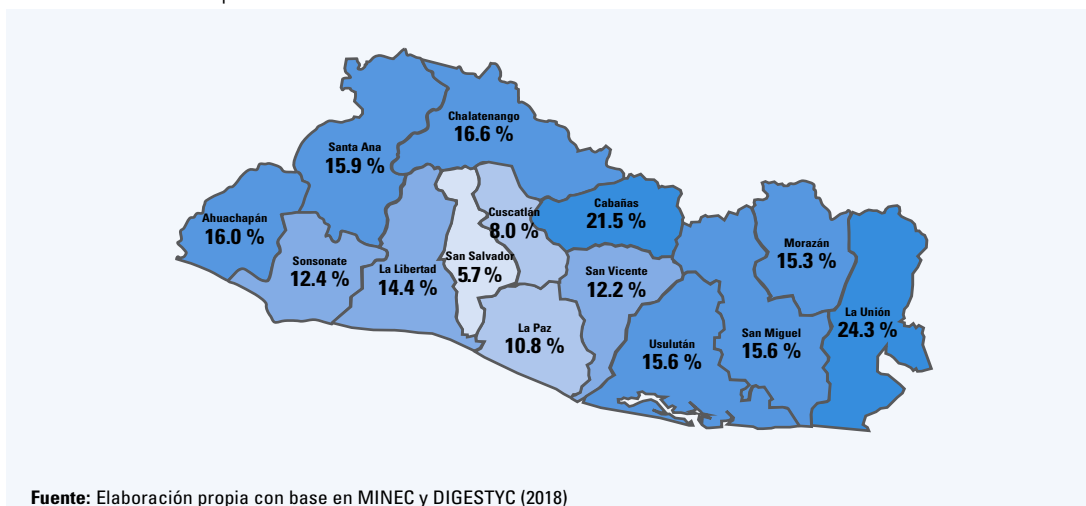 Chalatenango
16.6 %
Santa Ana
15.9 %
Cabañas
21.5 %
Cuscatlán
8.0 %
Ahuachapán
16.0 %
Morazán
15.3 %
San Salvador
5.7 %
Sonsonate
12.4 %
La Libertad
14.4 %
San Vicente
12.2 %
La Unión
24.3 %
La Paz
10.8 %
San Miguel
15.6 %
Usulután
15.6 %
Fuente: Elaboración propia con base en MINEC y DIGESTYC (2018)